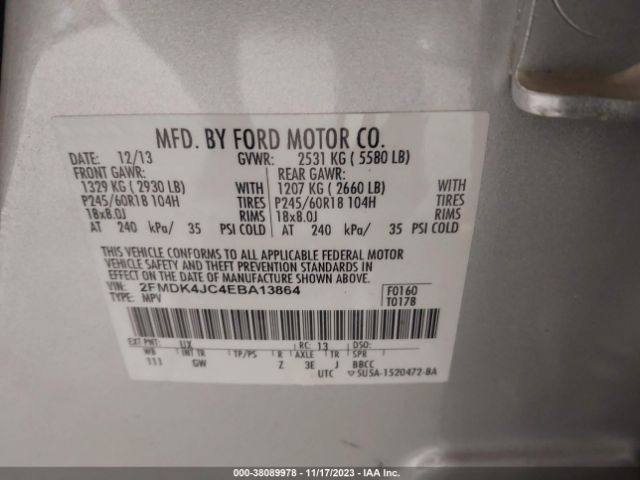 MFD. BY FORD MOTOR CO.
DATE: 12/13 GVWR: 2531 KG ( 5580 LB)
FRONT GAWR: REAR GAWR:
1329 KG ( 2930 LB) WITH 1207 KG ( 2660 LB) WITH
P245/60R18 104H TIRES P245/60R18 104H TIRES
18x8.0J RIMS 18x8.0J RIMS
AT 240 kPa/ 35 PSI COLD AT 240 kPa/ 35 PSI COLD
THIS VEHICLE CONFORMS TO ALL APPLICABLE FEDERAL MOTOR
VEHICLE SAFETY AND THEFT PREVENTION STANDARDS IN
EFFECT ON THE DATE OF MANUFACTURE SHOWN ABOVE.
VIN: 2FMDK4JC4EBA13864 F0160
TYPE: MPV T0178
EXT PNT: UX RC: 13 DSO:
WB INT TR TP/PS R AXLE TR SPR
111 GW Z 3E J BBCC
UTC ▽5U5A-1520472-BA
000-38089978 - 11/17/2023 - IAA Inc.